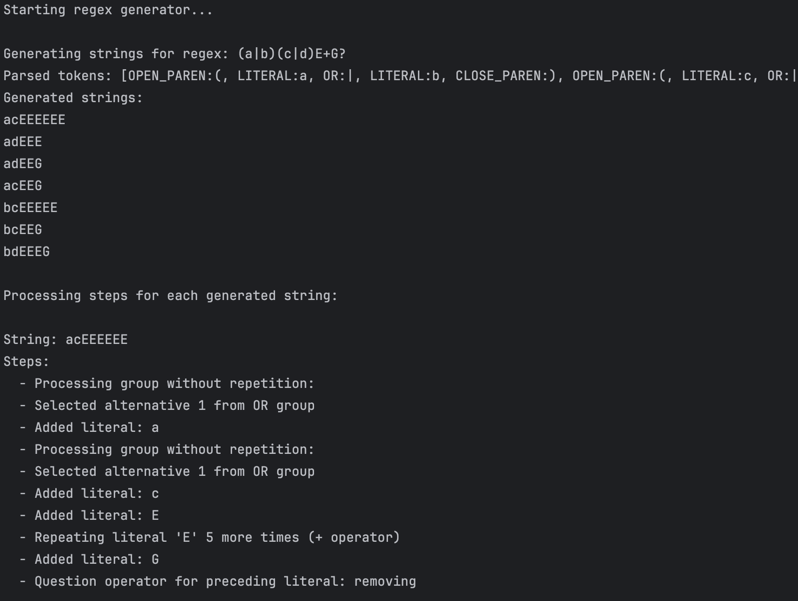 Starting regex generator...
Generating strings for regex: (a|b)(c|d)E+G?
Parsed tokens: [OPEN_PAREN:(, LITERAL:a, OR:|, LITERAL:b, CLOSE_PAREN:), OPEN_PAREN:(, LITERAL:c, OR:|
Generated strings:
acEEEEEE
adEEE
adEEG
acEEG
bcEEEEE
bcEEG
bdEEEG
Processing steps for each generated string:
String: acEEEEEE
Steps:
- Processing group without repetition:
- Selected alternative 1 from OR group
- Added literal: a
- Processing group without repetition:
- Selected alternative 1 from OR group
- Added literal: c
- Added literal: E
- Repeating literal 'E' 5 more times (+ operator)
- Added literal: G
- Question operator for preceding literal: removing